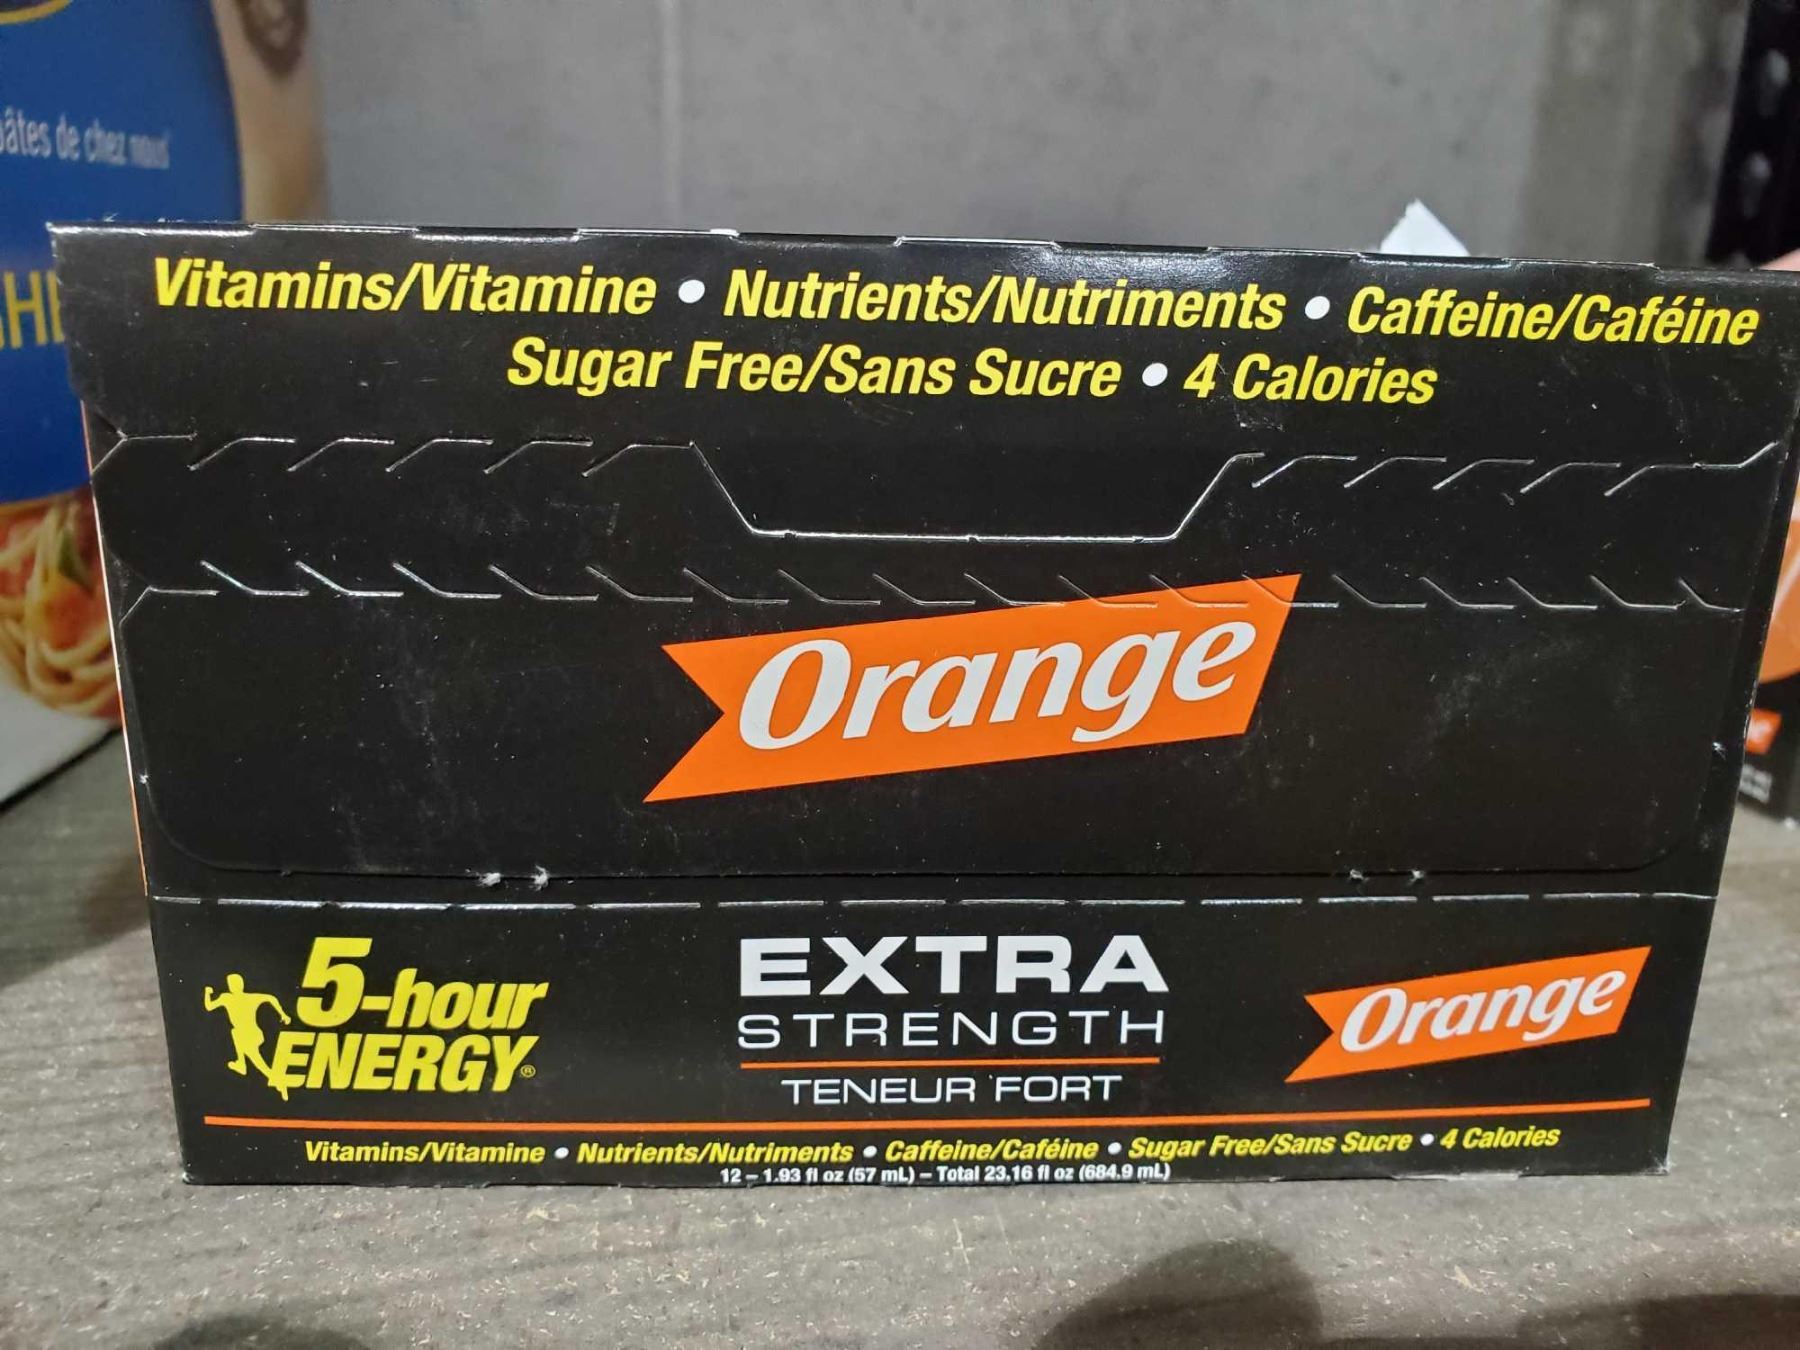 pâtes de chez nous
Vitamins/Vitamine • Nutrients/Nutriments • Caffeine/Caféine
Sugar Free/Sans Sucre • 4 Calories
Orange
5-hour
ENERGY®
EXTRA
STRENGTH
TENEUR FORT
Orange
Vitamins/Vitamine • Nutrients/Nutriments • Caffeine/Caféine • Sugar Free/Sans Sucre • 4 Calories
12 – 1.93 fl oz (57 mL) – Total 23.16 fl oz (684.9 mL)